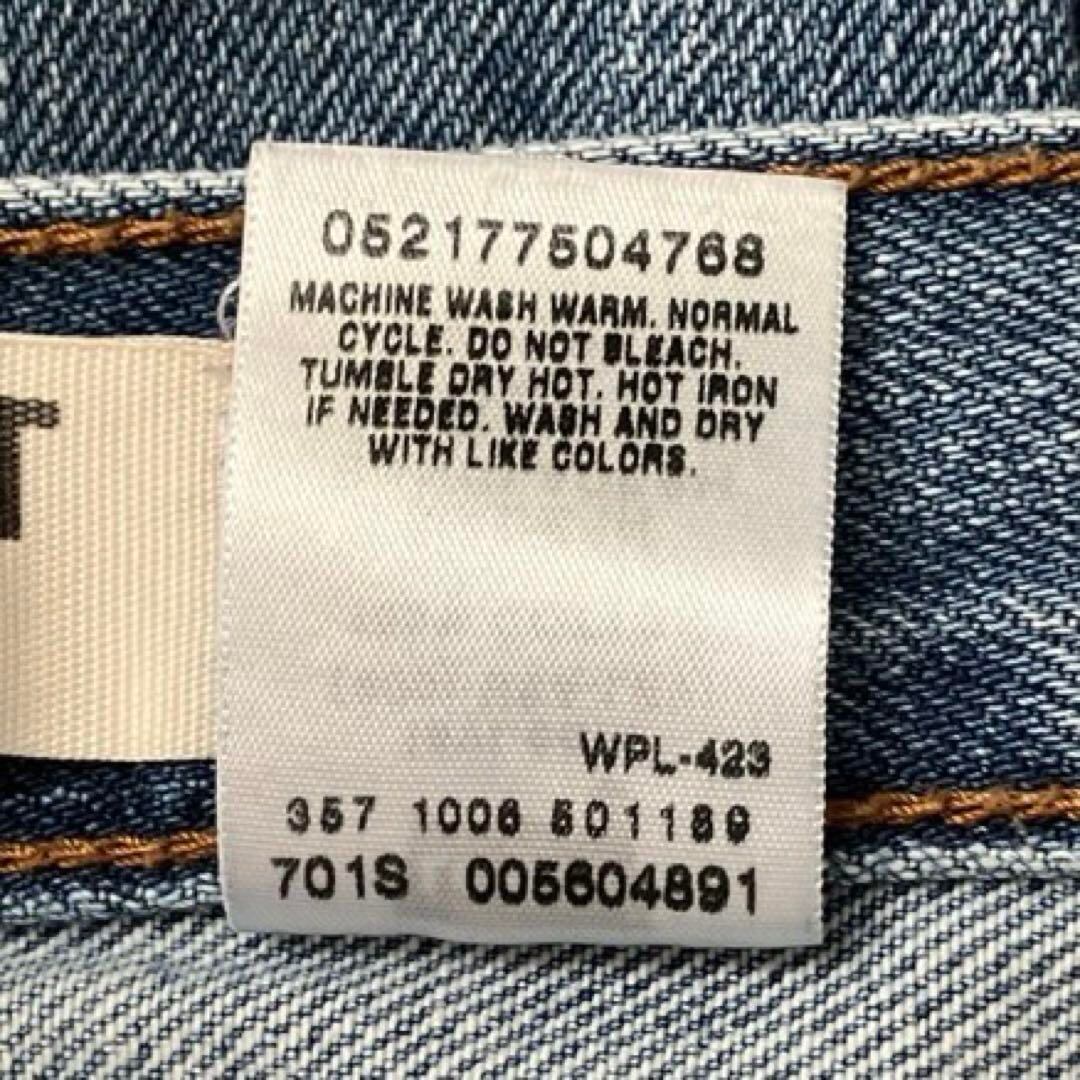 052177504768
MACHINE WASH WARM. NORMAL
CYCLE. DO NOT BLEACH.
TUMBLE DRY HOT. HOT IRON
IF NEEDED. WASH AND DRY
WITH LIKE COLORS.
WPL-423
357 1006 501189
701S 005604891
T